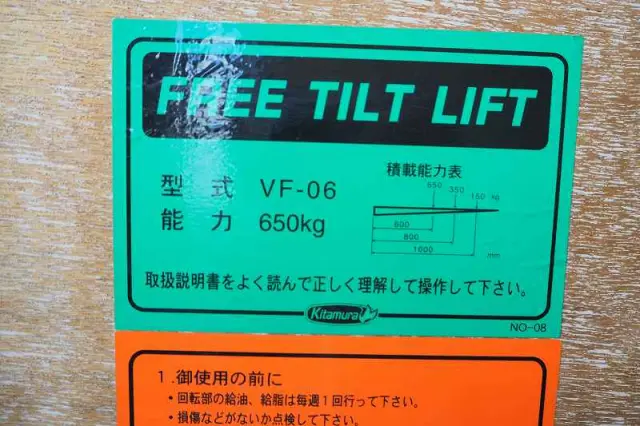 FREE TILT LIFT
型式 VF-06
能力 650kg
積載能力表
650 350 150 kg
600
800
1000
mm
取扱説明書をよく読んで正しく理解して操作して下さい。
Kitamura
NO-08
1.御使用の前に
・回転部の給油、給脂は毎週1回行って下さい。
・損傷などがないか点検して下さい。